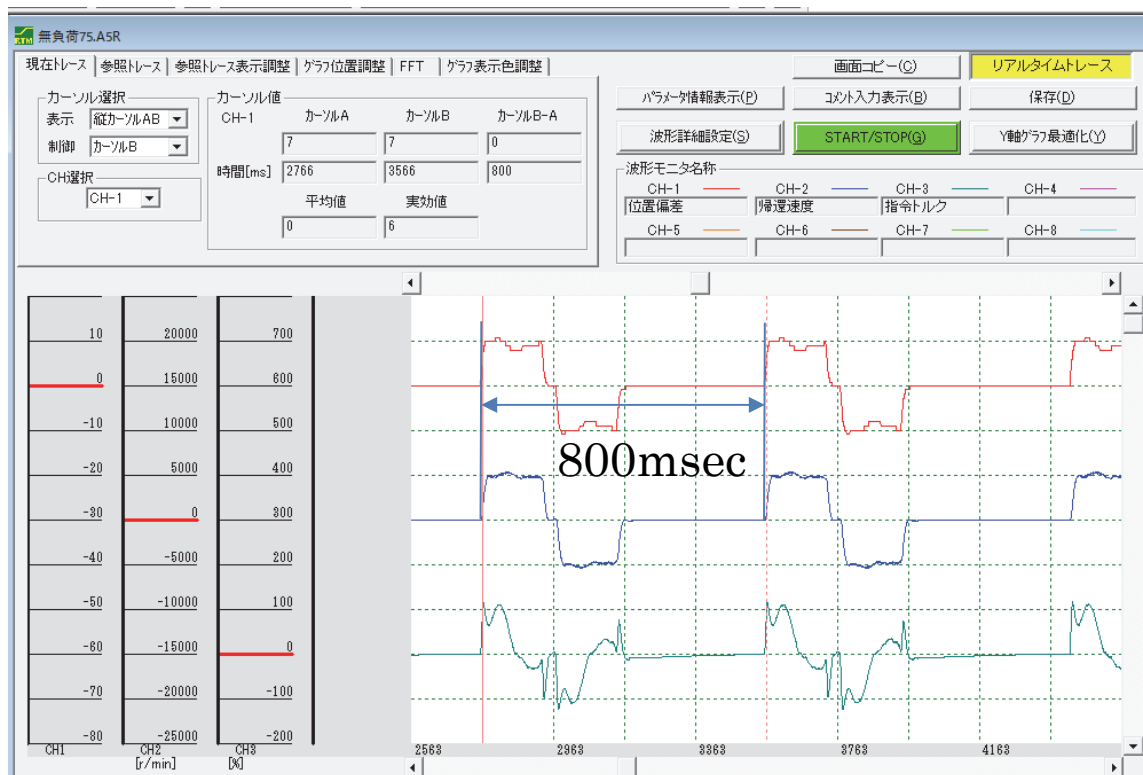 無負荷75.A5R
現在トレース 参照トレース 参照トレース表示調整 グラフ位置調整 FFT グラフ表示色調整
画面コピー(C) リアルタイムトレース
パラメータ情報表示(P) コメント入力表示(B) 保存(D)
波形詳細設定(S) START/STOP(G) Y軸グラフ最適化(Y)
カーソル選択
表示 縦カーソルAB
制御 カーソルB
CH選択
CH-1
カーソル値
CH-1 カーソルA カーソルB カーソルB-A
7 7 0
時間[ms] 2766 3566 800
平均値 実効値
0 6
波形モニタ名称
CH-1 CH-2 CH-3 CH-4
位置偏差 帰還速度 指令トルク
CH-5 CH-6 CH-7 CH-8
10 20000 700
0 15000 600
-10 10000 500
-20 5000 400
-30 0 300
-40 -5000 200
-50 -10000 100
-60 -15000 0
-70 -20000 -100
-80 -25000 -200
CH1 CH2 CH3
[r/min] [%]
800msec
2563 2963 3363 3763 4163